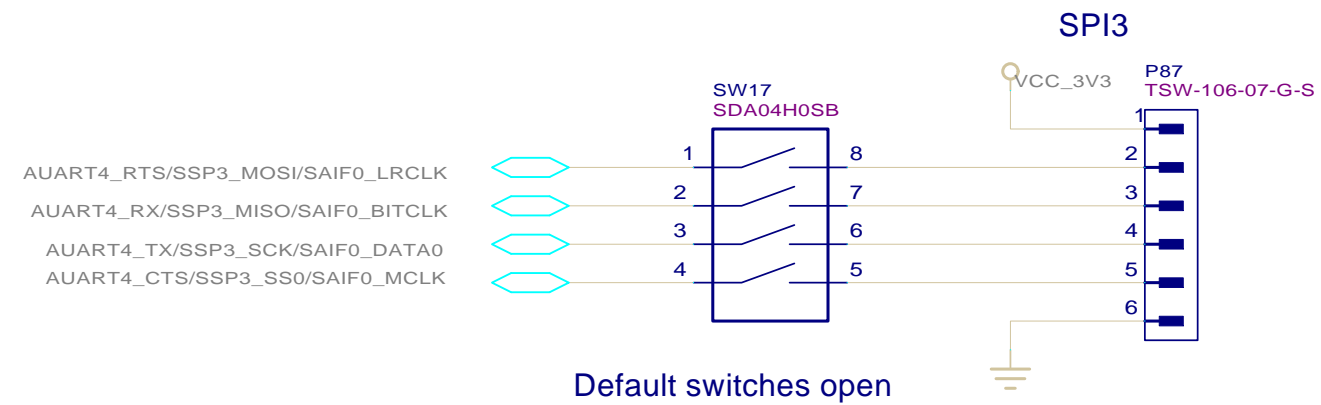 SPI3
VCC_3V3
P87
TSW-106-07-G-S
SW17
SDA04H0SB
1
AUART4_RTS/SSP3_MOSI/SAIF0_LRCLK
1
8
2
AUART4_RX/SSP3_MISO/SAIF0_BITCLK
2
7
3
AUART4_TX/SSP3_SCK/SAIF0_DATA0
3
6
4
AUART4_CTS/SSP3_SS0/SAIF0_MCLK
4
5
5
6
Default switches open